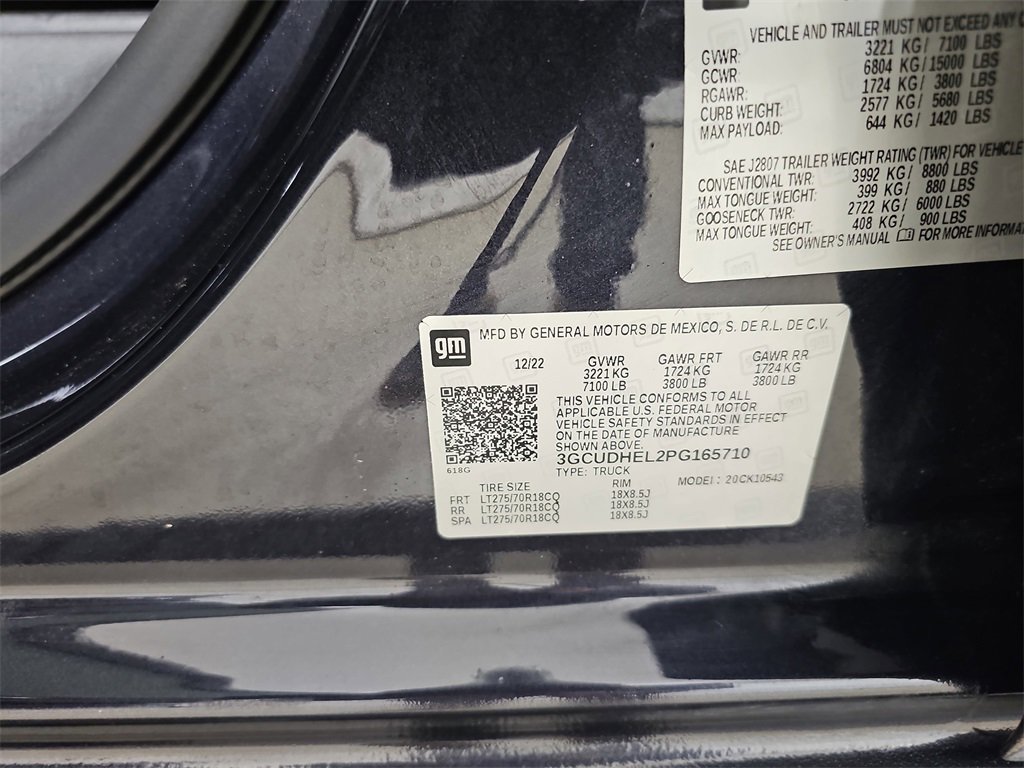 VEHICLE AND TRAILER MUST NOT EXCEED ANY
GVWR: 3221 KG/ 7100 LBS
GCWR: 6804 KG/15000 LBS
RGAWR: 1724 KG/ 3800 LBS
CURB WEIGHT: 2577 KG/ 5680 LBS
MAX PAYLOAD: 644 KG/ 1420 LBS
SAE J2807 TRAILER WEIGHT RATING (TWR) FOR VEHICLE
CONVENTIONAL TWR: 3992 KG/ 8800 LBS
MAX TONGUE WEIGHT: 399 KG/ 880 LBS
GOOSENECK TWR: 2722 KG/ 6000 LBS
MAX TONGUE WEIGHT: 408 KG/ 900 LBS
SEE OWNER'S MANUAL FOR MORE INFORMA
gm
MFD BY GENERAL MOTORS DE MEXICO, S. DE R.L. DE C.V.
12/22 GVWR GAWR FRT GAWR RR
3221 KG 1724 KG 1724 KG
7100 LB 3800 LB 3800 LB
THIS VEHICLE CONFORMS TO ALL
APPLICABLE U.S. FEDERAL MOTOR
VEHICLE SAFETY STANDARDS IN EFFECT
ON THE DATE OF MANUFACTURE
SHOWN ABOVE.
3GCUDHEL2PG165710
618G
TYPE: TRUCK MODEL: 20CK10543
TIRE SIZE RIM
FRT LT275/70R18CQ 18X8.5J
RR LT275/70R18CQ 18X8.5J
SPA LT275/70R18CQ 18X8.5J